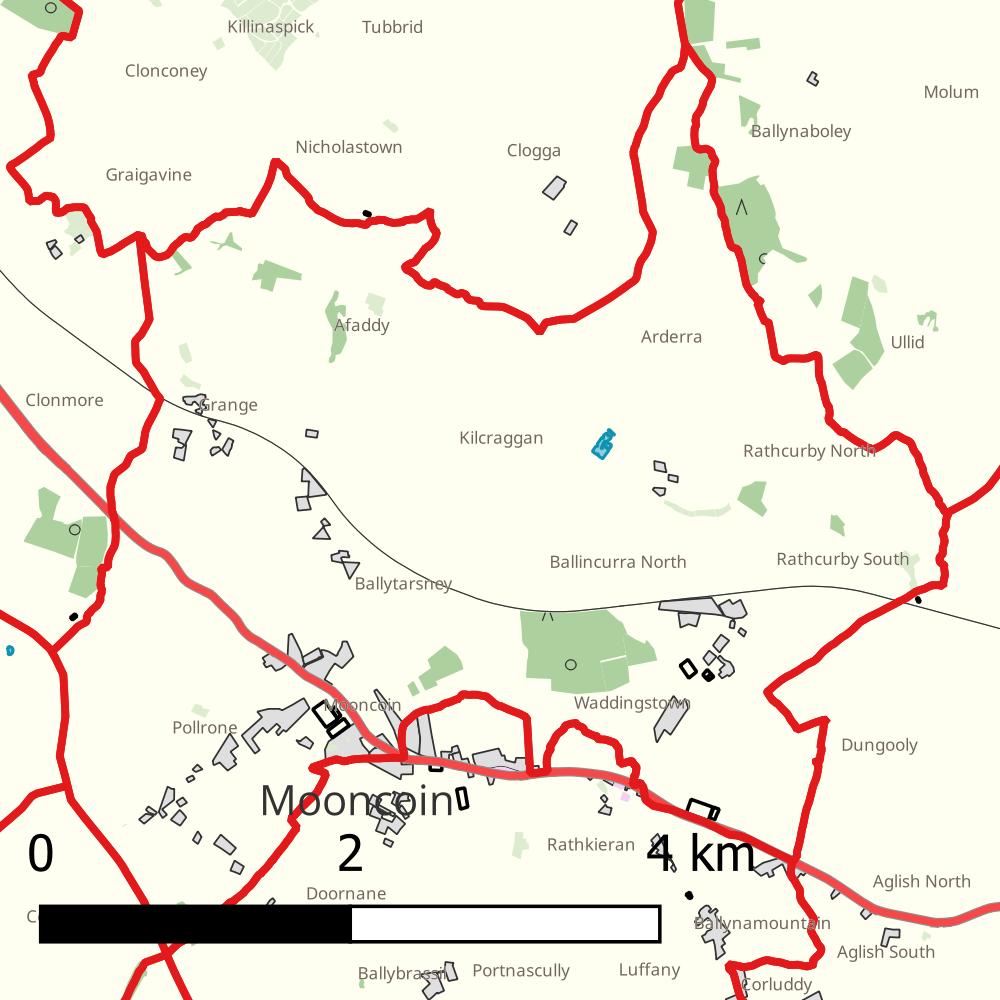 Killinaspick
Tubbrid
Clonconey
Molum
Ballynaboley
Nicholastown
Clogga
Graigavine
Afaddy
Arderra
Ullid
Clonmore
Grange
Kilcraggan
Rathcurby North
Ballincurra North
Rathcurby South
Ballytarsney
Mooncoin
Waddingstown
Pollrone
Dungooly
Mooncoin
0 2 4 km
Rathkieran
Aglish North
Doornane
Ballynamountain
Aglish South
Portnascully
Luffany
Corluddy